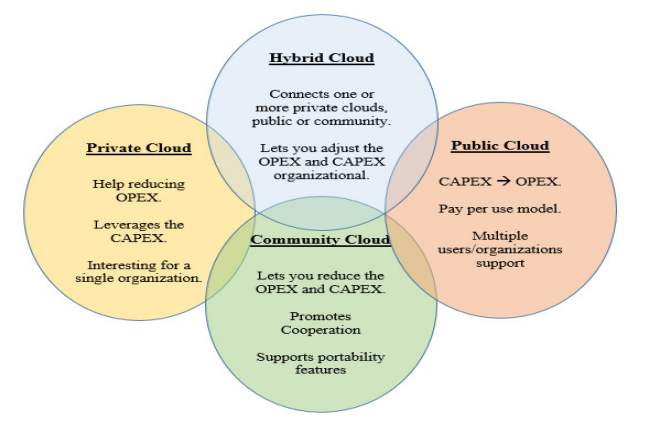 Hybrid Cloud
Connects one or
more private clouds,
public or community.
Lets you adjust the
OPEX and CAPEX
organizational.
Private Cloud
Help reducing
OPEX.
Leverages the
CAPEX.
Interesting for a
single organization.
Public Cloud
CAPEX → OPEX.
Pay per use model.
Multiple
users/organizations
support
Community Cloud
Lets you reduce the
OPEX and CAPEX.
Promotes
Cooperation
Supports portability
features